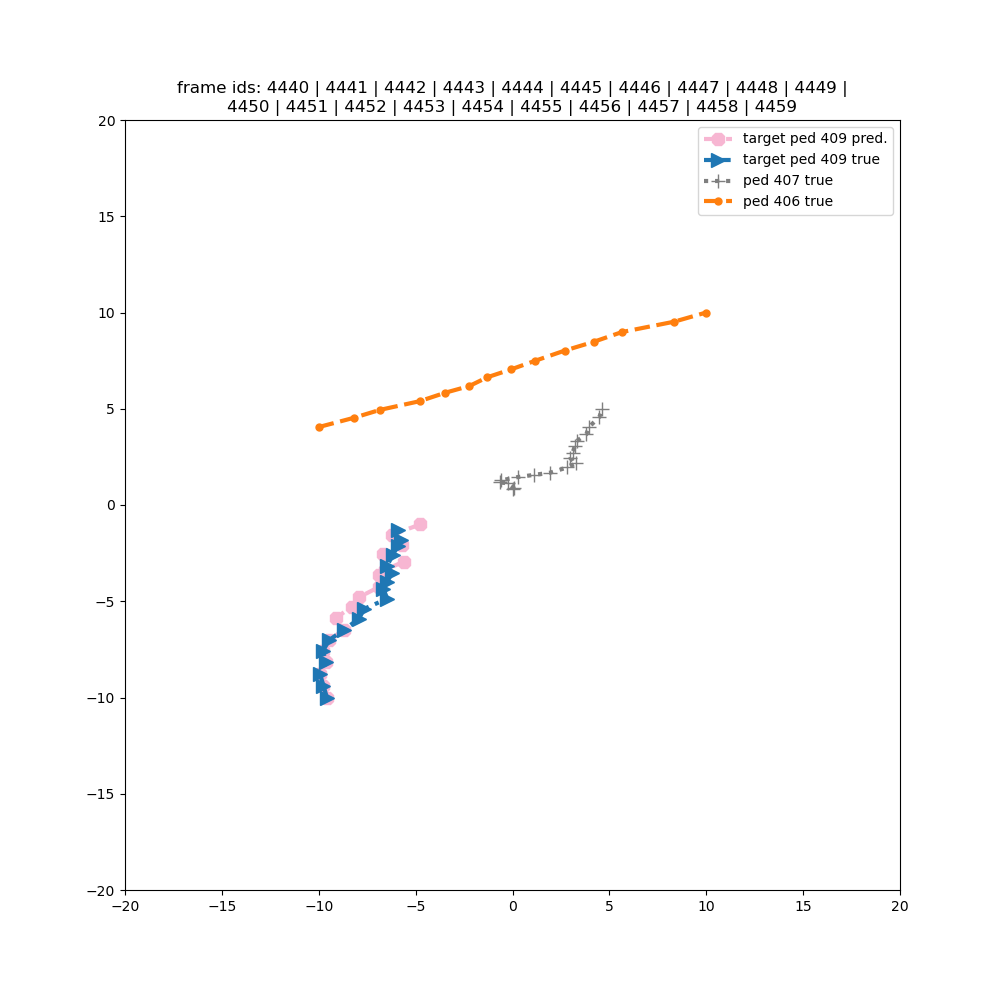 frame ids: 4440 | 4441 | 4442 | 4443 | 4444 | 4445 | 4446 | 4447 | 4448 | 4449 |
4450 | 4451 | 4452 | 4453 | 4454 | 4455 | 4456 | 4457 | 4458 | 4459
target ped 409 pred.
target ped 409 true
ped 407 true
ped 406 true
20
15
10
5
0
−5
−10
−15
−20
−20 −15 −10 −5 0 5 10 15 20